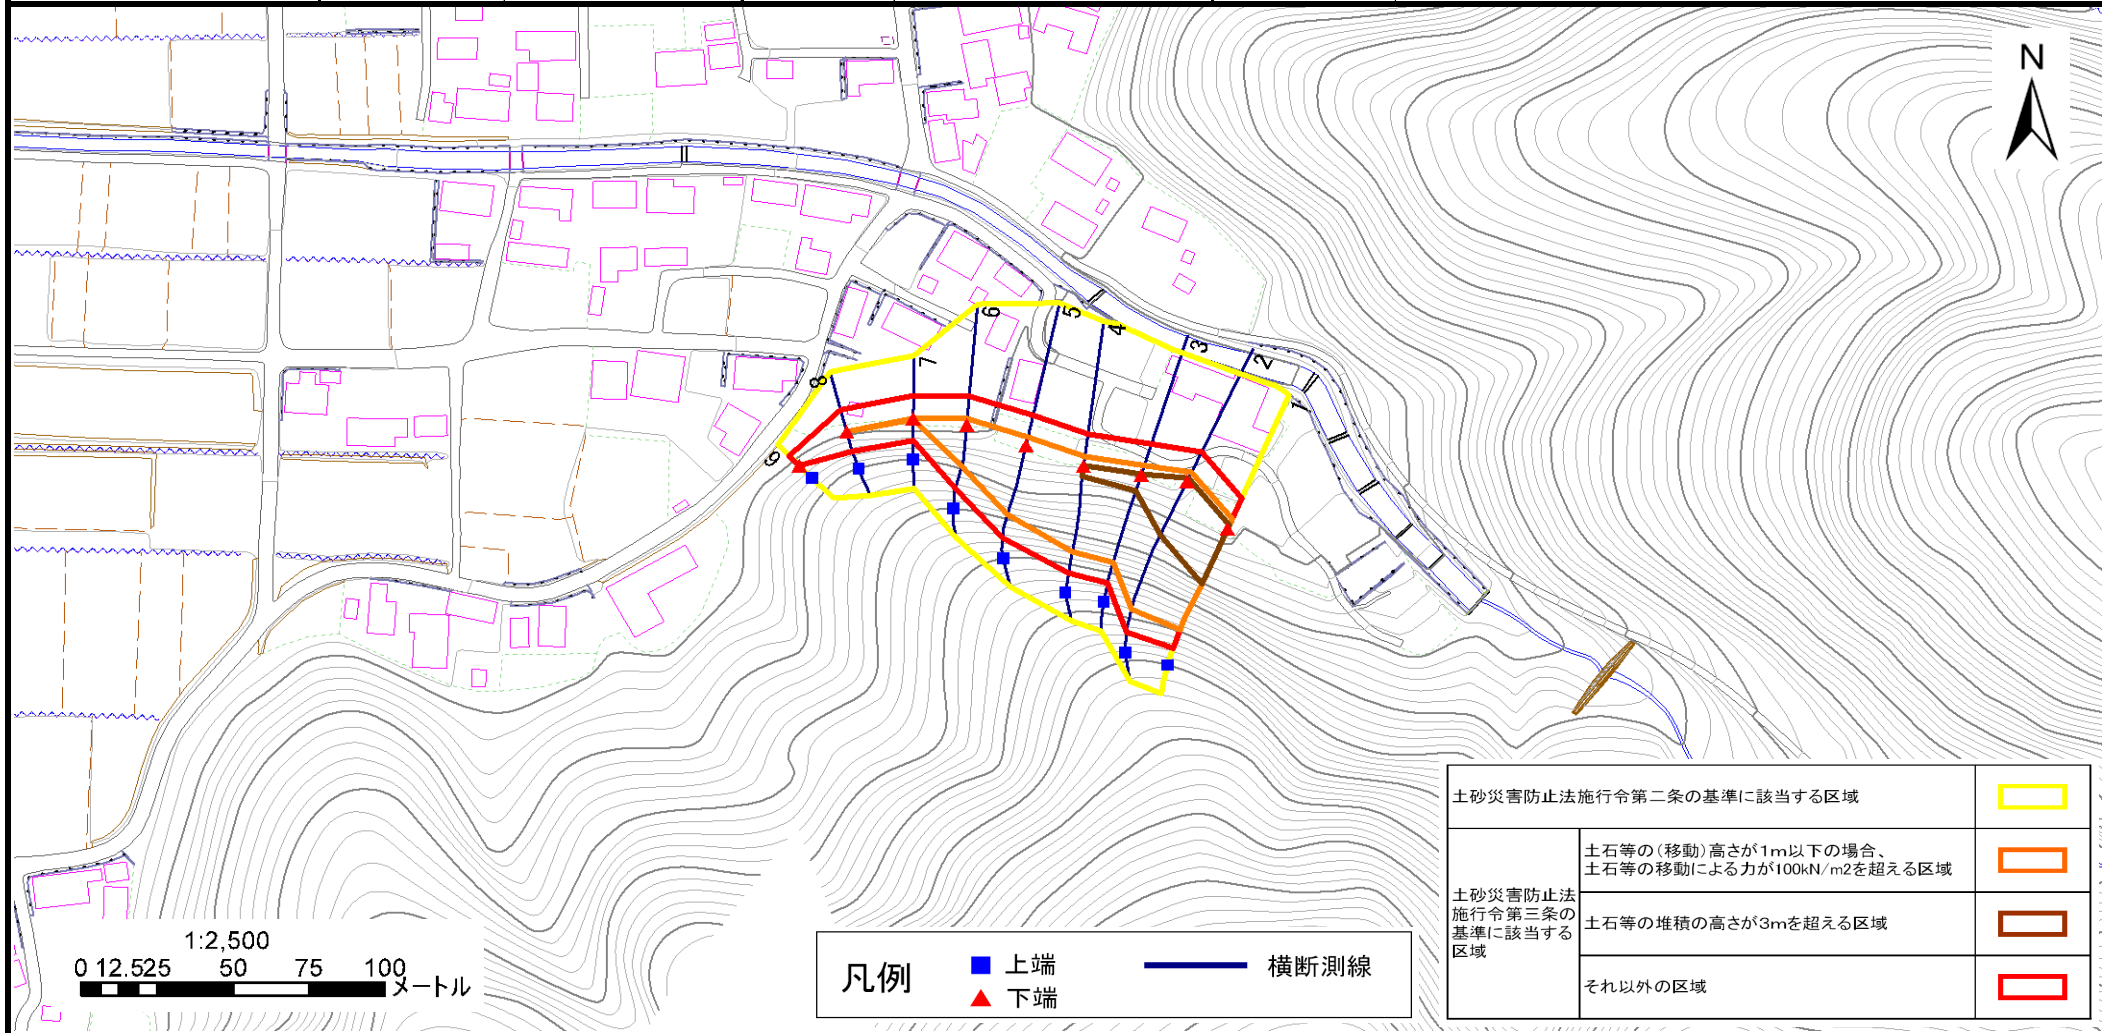 N
6
5
4
3
2
1
7
8
9
土砂災害防止法施行令第二条の基準に該当する区域
土砂災害防止法
施行令第三条の
基準に該当する
区域
土石等の（移動）高さが1m以下の場合、
土石等の移動による力が100kN/m2を超える区域
土石等の堆積の高さが3mを超える区域
それ以外の区域
1:2,500
0 12.525 50 75 100
メートル
凡例
上端
下端
横断測線